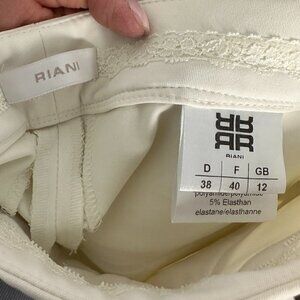 RIANI
RIANI
D F GB
38 40 12
polyamide/polyamide
5% Elasthan
elastane/elasthanne